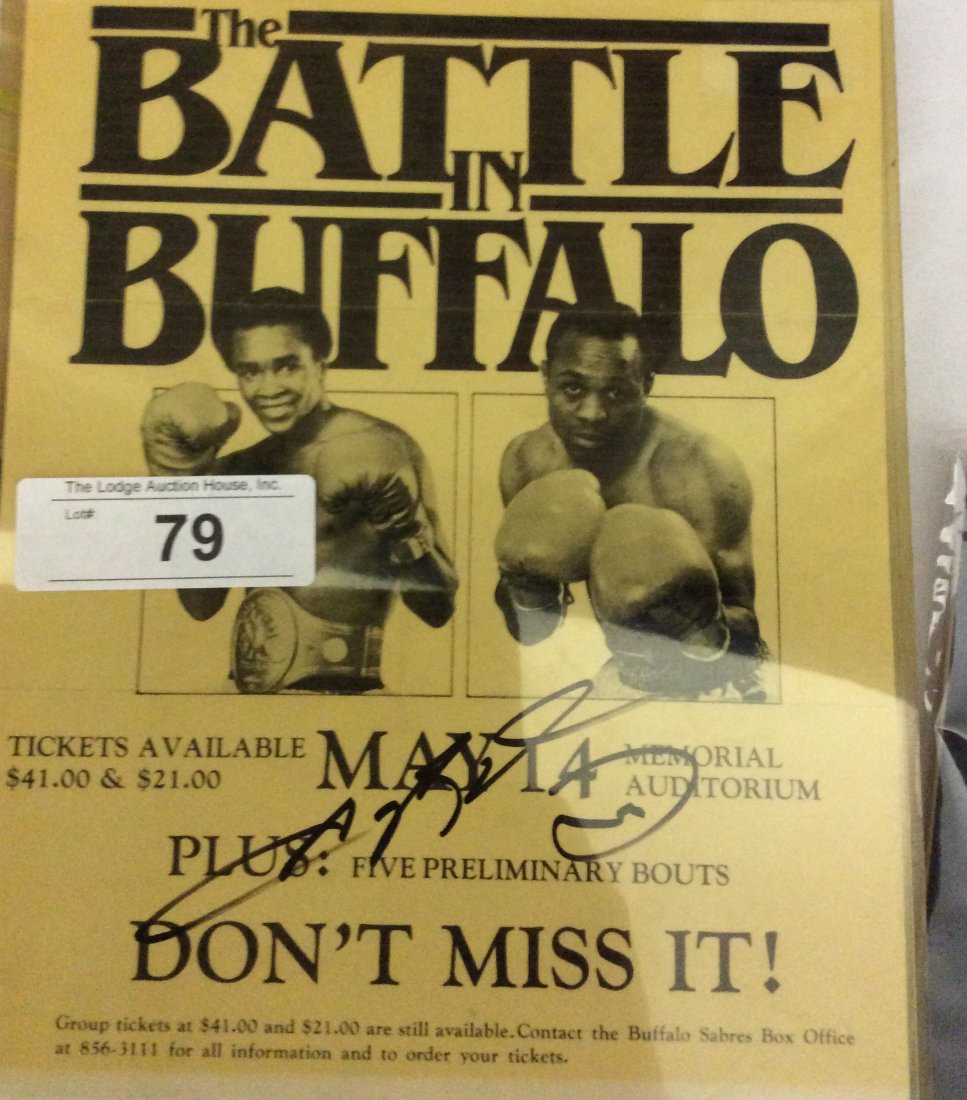 The
BATTLE
IN
BUFFALO
The Lodge Auction House, Inc.
Lot#
79
TICKETS AVAILABLE
$41.00 & $21.00
MAY 14
MEMORIAL
AUDITORIUM
PLUS: FIVE PRELIMINARY BOUTS
DON'T MISS IT!
Group tickets at $41.00 and $21.00 are still available.Contact the Buffalo Sabres Box Office
at 856-3111 for all information and to order your tickets.